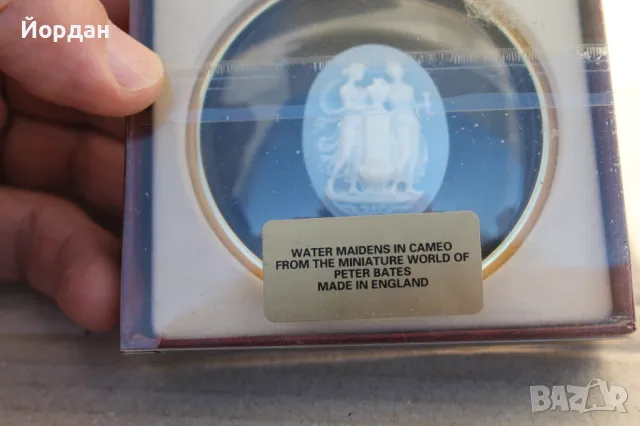 Йордан
WATER MAIDENS IN CAMEO
FROM THE MINIATURE WORLD OF
PETER BATES
MADE IN ENGLAND
BAZAR